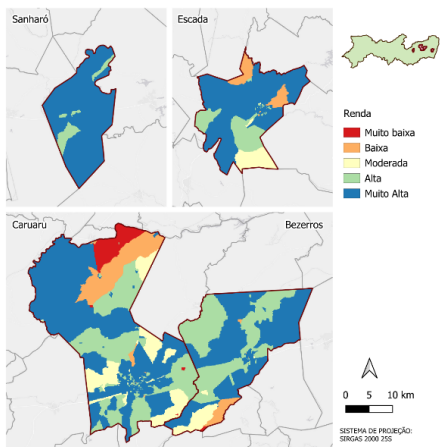 Sanharó
Escada
Renda
Muito baixa
Baixa
Moderada
Alta
Muito Alta
Caruaru
Bezerros
0 5 10 km
SISTEMA DE PROJEÇÃO:
SIRGAS 2000 25S